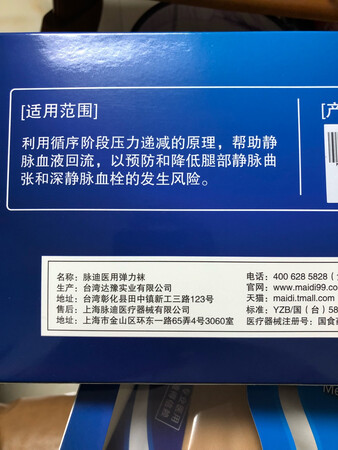 [适用范围]
[产
利用循序阶段压力递减的原理，帮助静
脉血液回流，以预防和降低腿部静脉曲
张和深静脉血栓的发生风险。
名称：脉迪医用弹力袜
生产：台湾达豫实业有限公司
地址：台湾彰化县田中镇新工三路123号
售后：上海脉迪医疗器械有限公司
地址：上海市金山区环东一路65弄4号3060室
电话：400 628 5828（
官网：www.maidi99.co
天猫：maidi.tmall.com
标准：YZB/国（台）58
医疗器械注册号：国食